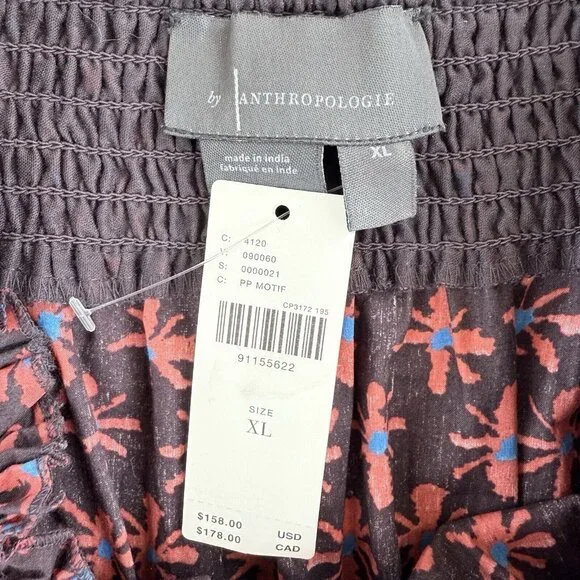 by ANTHROPOLOGIE
XL
made in india
fabriqué en inde
C: 4120
V: 090060
S: 0000021
C: PP MOTIF
CP3172 195
91155622
SIZE
XL
$158.00 USD
$178.00 CAD